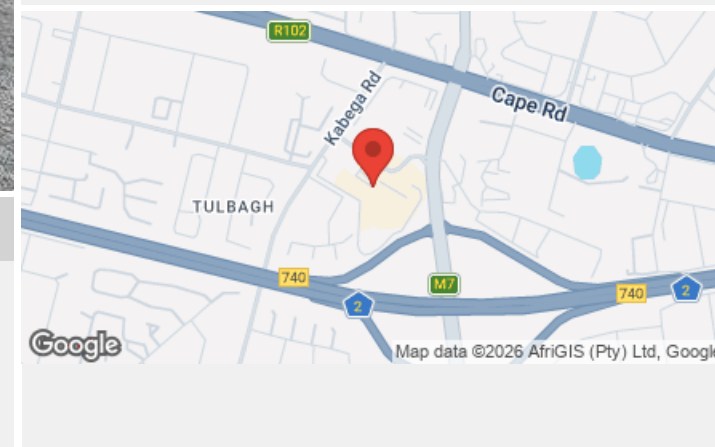 R102
Cape Rd
Kabega Rd
TULBAGH
740
2
M7
740
2
Google
Map data ©2026 AfriGIS (Pty) Ltd, Google